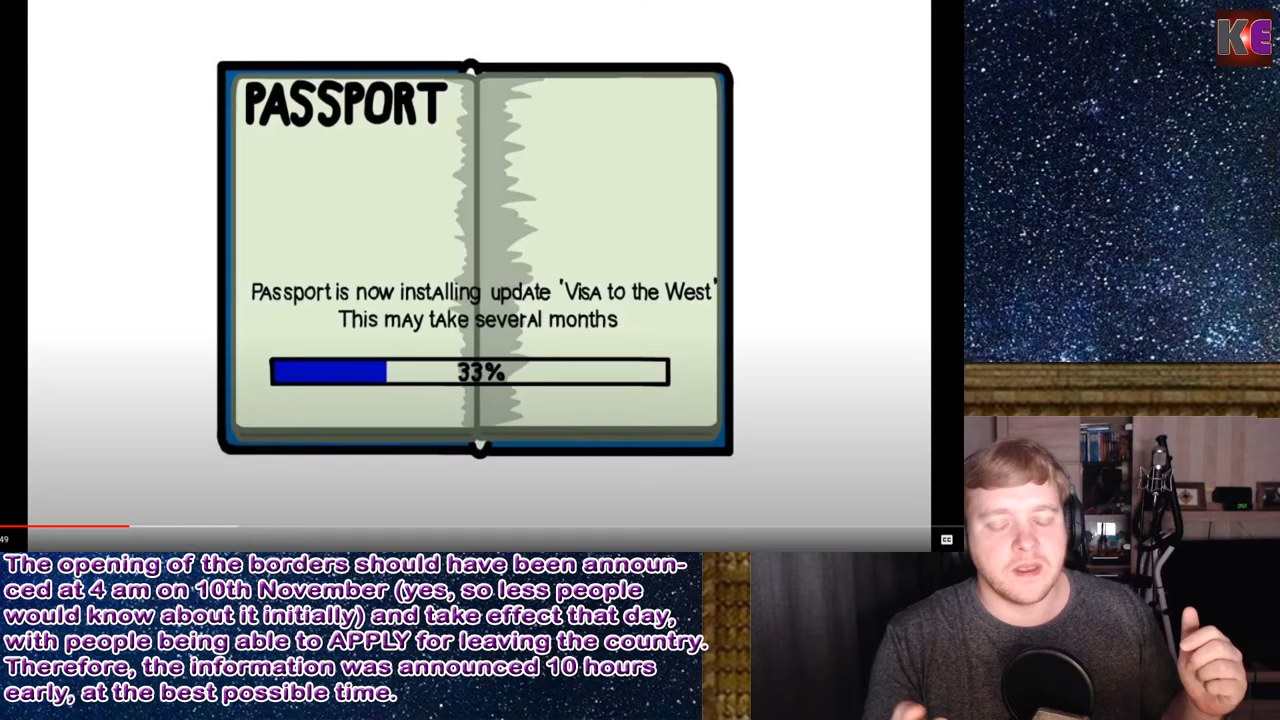 KE
PASSPORT
Passport is now installing update 'Visa to the West'
This may take several months
33%
49
CC
The opening of the borders should have been announ-
ced at 4 am on 10th November (yes, so less people
would know about it initially) and take effect that day,
with people being able to APPLY for leaving the country.
Therefore, the information was announced 10 hours
early, at the best possible time.